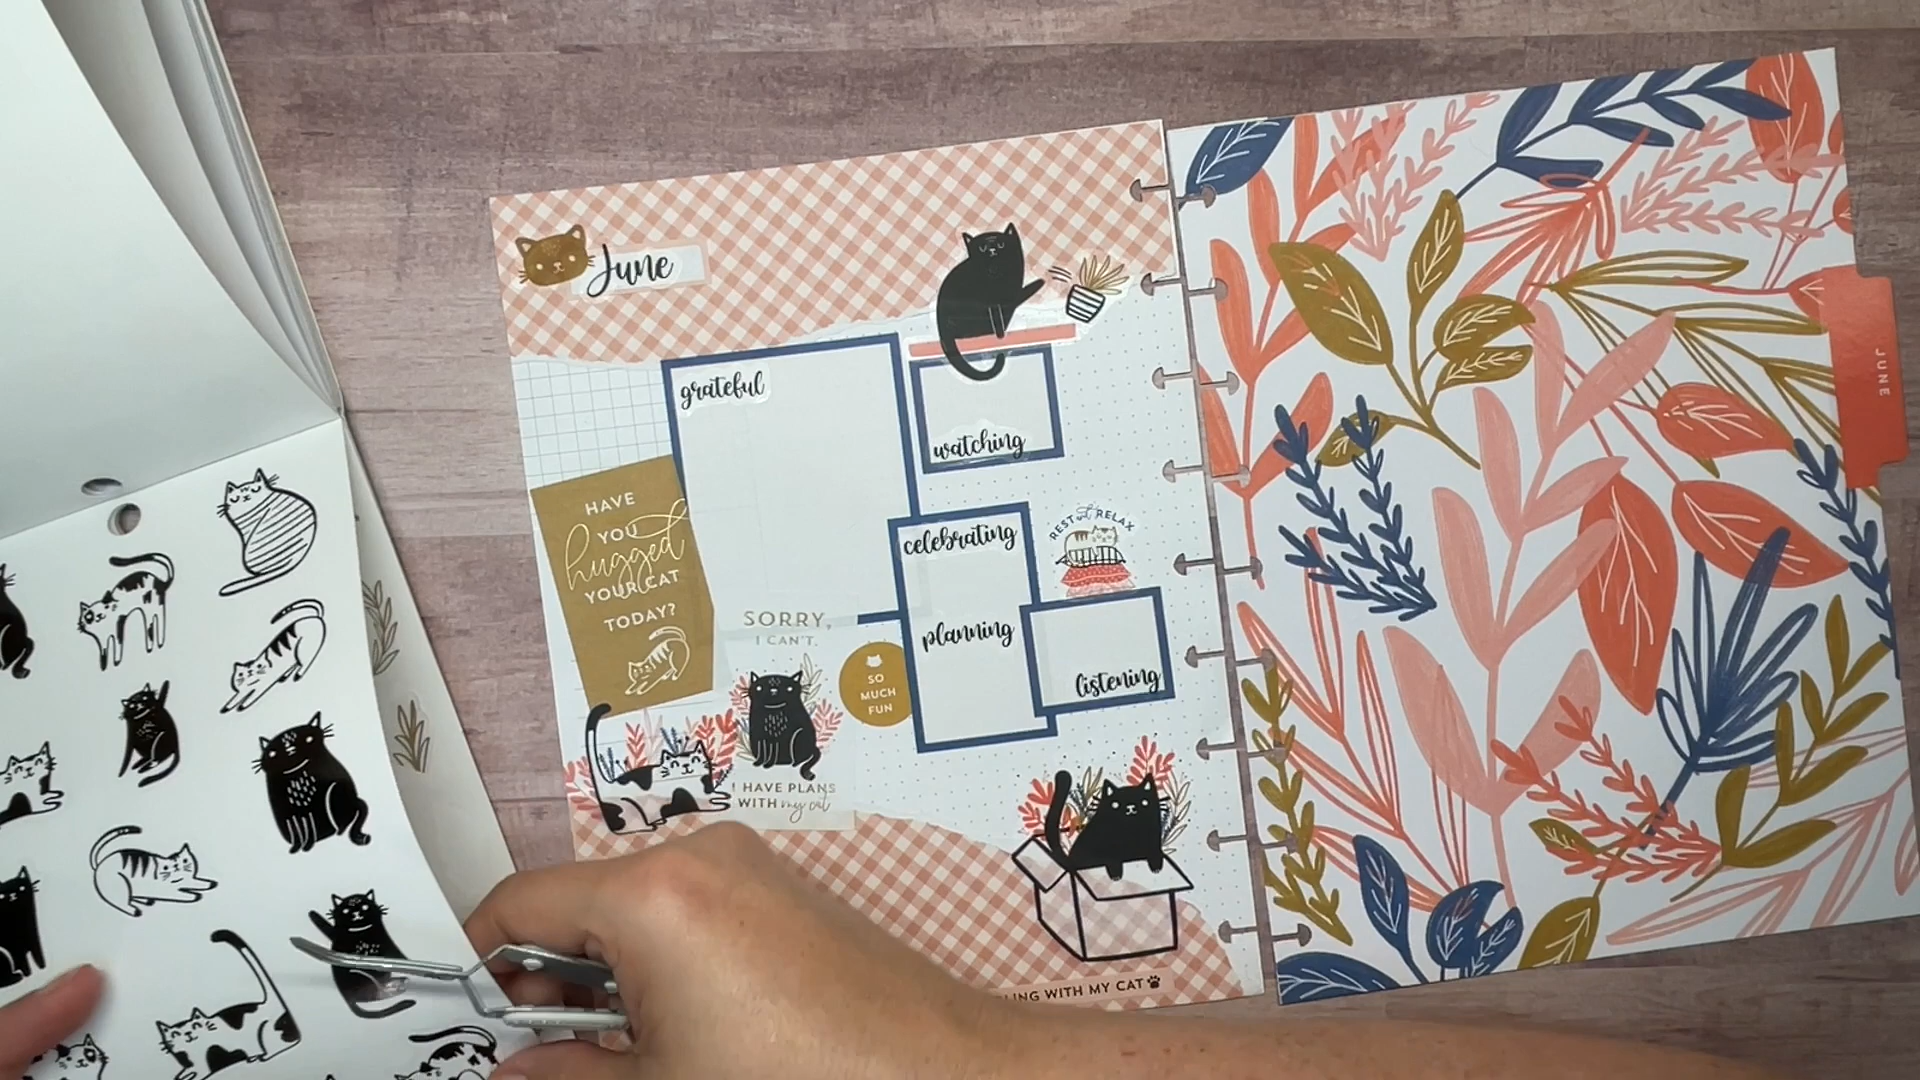 June
grateful
watching
HAVE
YOU
hugged
YOUR CAT
TODAY?
celebrating
REST and RELAX
planning
listening
SORRY,
I CAN'T.
I HAVE PLANS
WITH my cat
SO
MUCH
FUN
WITH MY CAT
JUNE